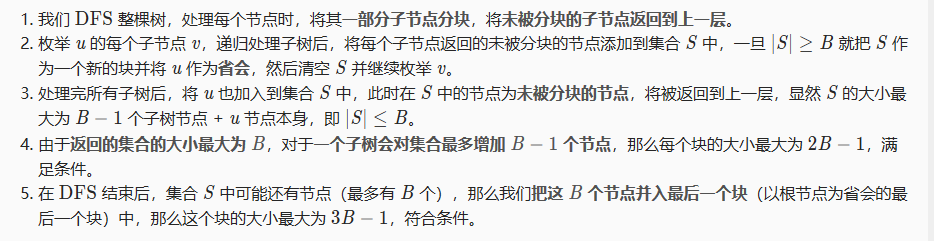 1. 我们 DFS 整棵树，处理每个节点时，将其一部分子节点分块，将未被分块的子节点返回到上一层。
2. 枚举 u 的每个子节点 v，递归处理子树后，将每个子节点返回的未被分块的节点添加到集合 S 中，一旦 |S| ≥ B 就把 S 作
为一个新的块并将 u 作为省会，然后清空 S 并继续枚举 v。
3. 处理完所有子树后，将 u 也加入到集合 S 中，此时在 S 中的节点为未被分块的节点，将被返回到上一层，显然 S 的大小最
大为 B − 1 个子树节点 + u 节点本身，即 |S| ≤ B。
4. 由于返回的集合的大小最大为 B，对于一个子树会对集合最多增加 B − 1 个节点，那么每个块的大小最大为 2B − 1，满
足条件。
5. 在 DFS 结束后，集合 S 中可能还有节点（最多有 B 个），那么我们把这 B 个节点并入最后一个块（以根节点为省会的最
后一个块）中，那么这个块的大小最大为 3B − 1，符合条件。